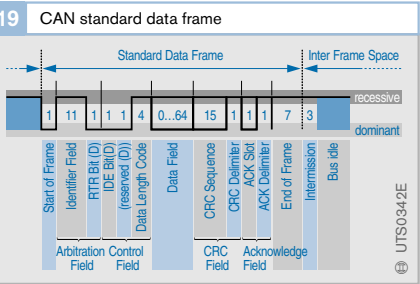 19 CAN standard data frame
Standard Data Frame
Inter Frame Space
recessive
1 11 1 1 1 4 0...64 15 1 1 1 7 3
dominant
Start of Frame
Identifier Field
RTR Bit (D)
IDE Bit(D)
(reserved (D))
Data Length Code
Data Field
CRC Sequence
CRC Delimiter
ACK Slot
ACK Delimiter
End of Frame
Intermission
Bus idle
Arbitration Field
Control Field
CRC Field
Acknowledge Field
UTS0342E